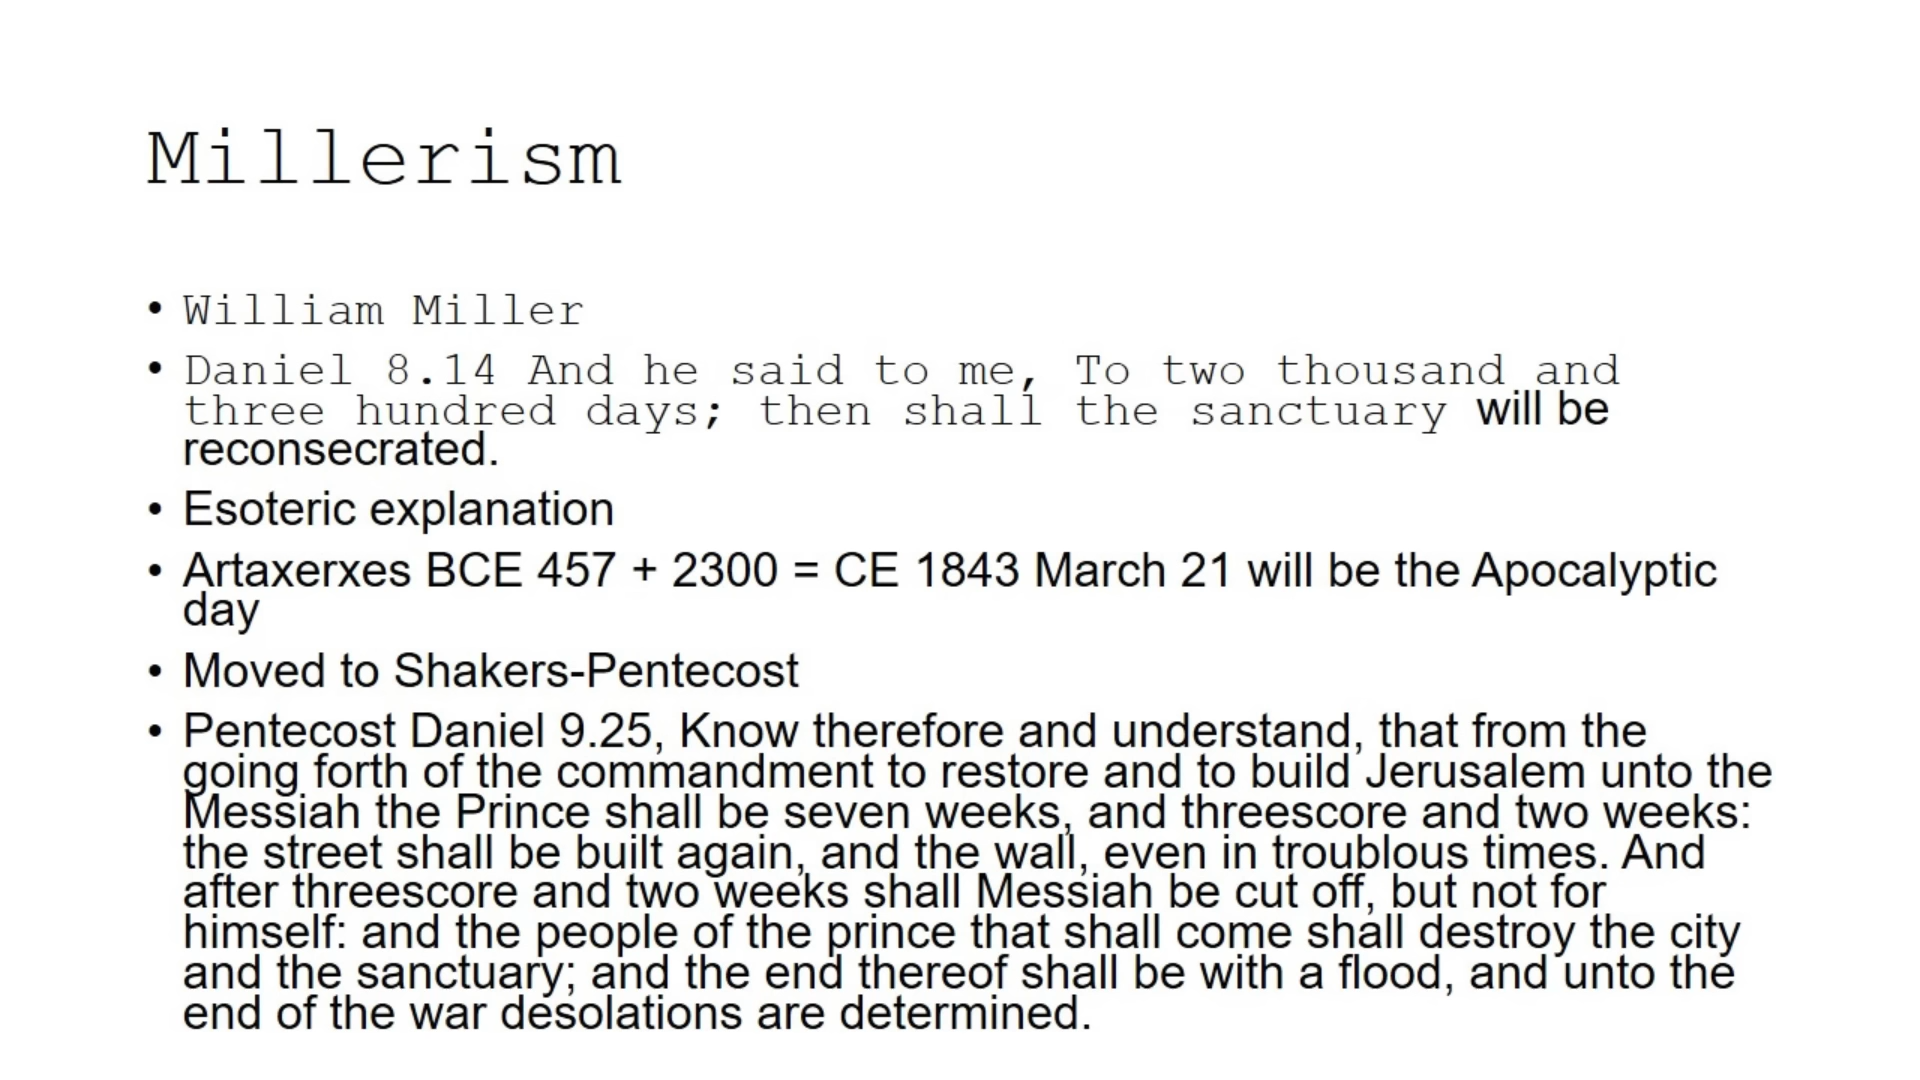 Millerism
• William Miller
• Daniel 8.14 And he said to me, To two thousand and
three hundred days; then shall the sanctuary will be
reconsecrated.
• Esoteric explanation
• Artaxerxes BCE 457 + 2300 = CE 1843 March 21 will be the Apocalyptic
day
• Moved to Shakers-Pentecost
• Pentecost Daniel 9.25, Know therefore and understand, that from the
going forth of the commandment to restore and to build Jerusalem unto the
Messiah the Prince shall be seven weeks, and threescore and two weeks:
the street shall be built again, and the wall, even in troublous times. And
after threescore and two weeks shall Messiah be cut off, but not for
himself: and the people of the prince that shall come shall destroy the city
and the sanctuary; and the end thereof shall be with a flood, and unto the
end of the war desolations are determined.